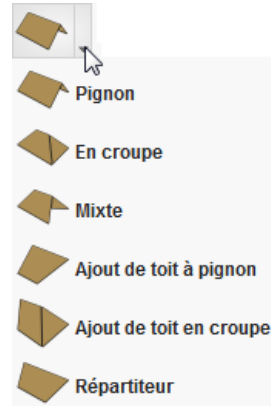 Pignon
En croupe
Mixte
Ajout de toit à pignon
Ajout de toit en croupe
Répartiteur